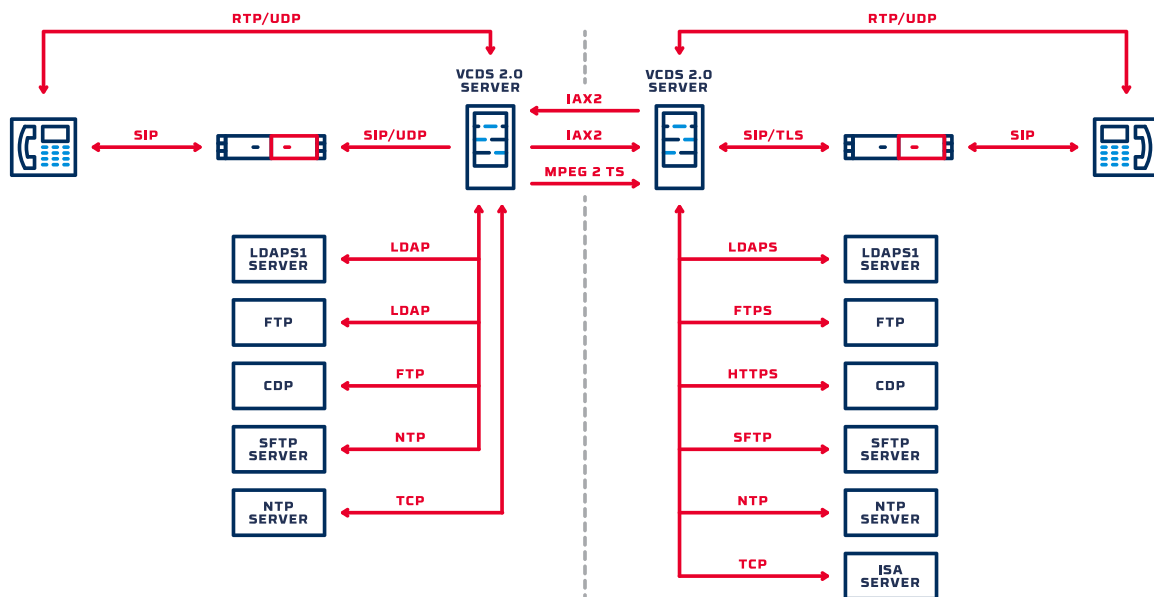 RTP/UDP
RTP/UDP
VCDS 2.0
SERVER
VCDS 2.0
SERVER
IAX2
SIP
SIP/UDP
IAX2
SIP/TLS
SIP
MPEG 2 TS
LDAPS1
SERVER
LDAP
LDAPS
LDAPS1
SERVER
FTP
LDAP
FTPS
FTP
CDP
FTP
HTTPS
CDP
SFTP
SERVER
NTP
SFTP
SFTP
SERVER
NTP
SERVER
TCP
NTP
NTP
SERVER
TCP
ISA
SERVER